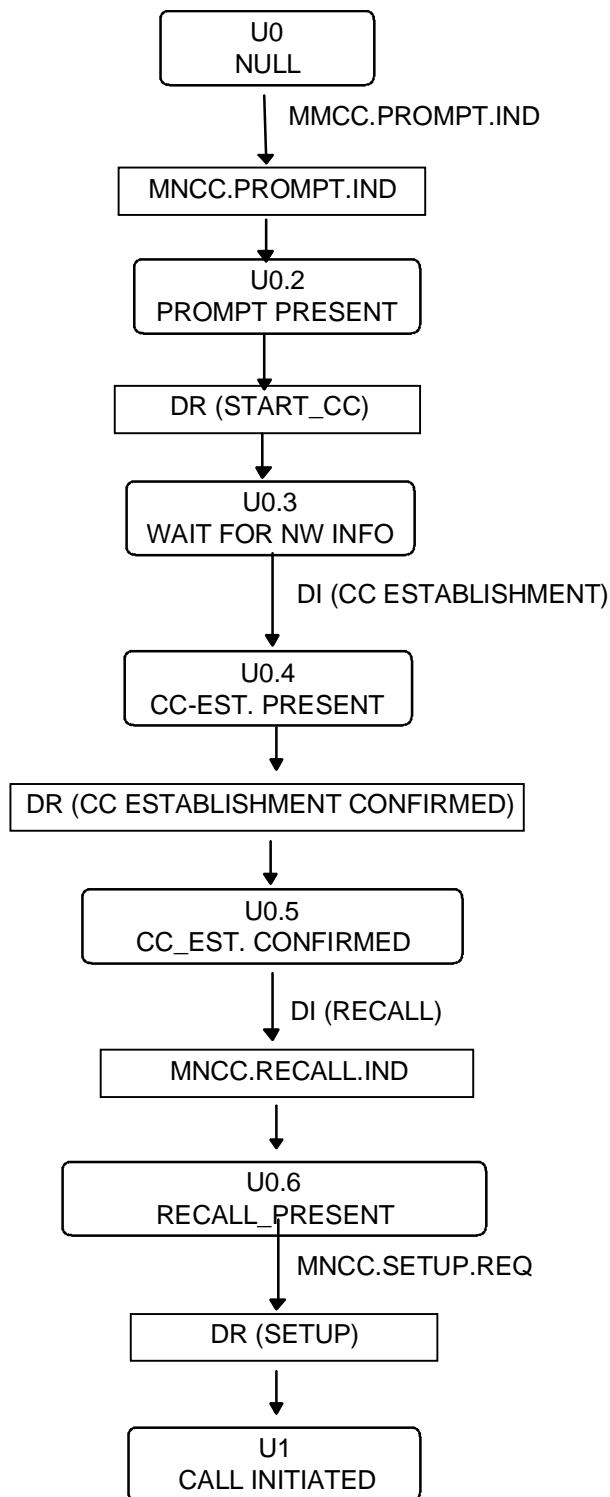 U0
NULL
MMCC.PROMPT.IND
MNCC.PROMPT.IND
U0.2
PROMPT PRESENT
DR (START_CC)
U0.3
WAIT FOR NW INFO
DI (CC ESTABLISHMENT)
U0.4
CC-EST. PRESENT
DR (CC ESTABLISHMENT CONFIRMED)
U0.5
CC_EST. CONFIRMED
DI (RECALL)
MNCC.RECALL.IND
U0.6
RECALL_PRESENT
MNCC.SETUP.REQ
DR (SETUP)
U1
CALL INITIATED